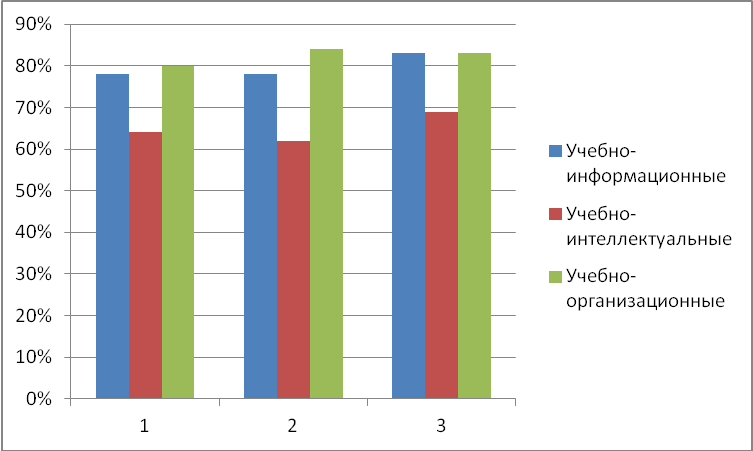 90%
80%
70%
60%
50%
40%
30%
20%
10%
0%
1 2 3
Учебно-
информационные
Учебно-
интеллектуальные
Учебно-
организационные